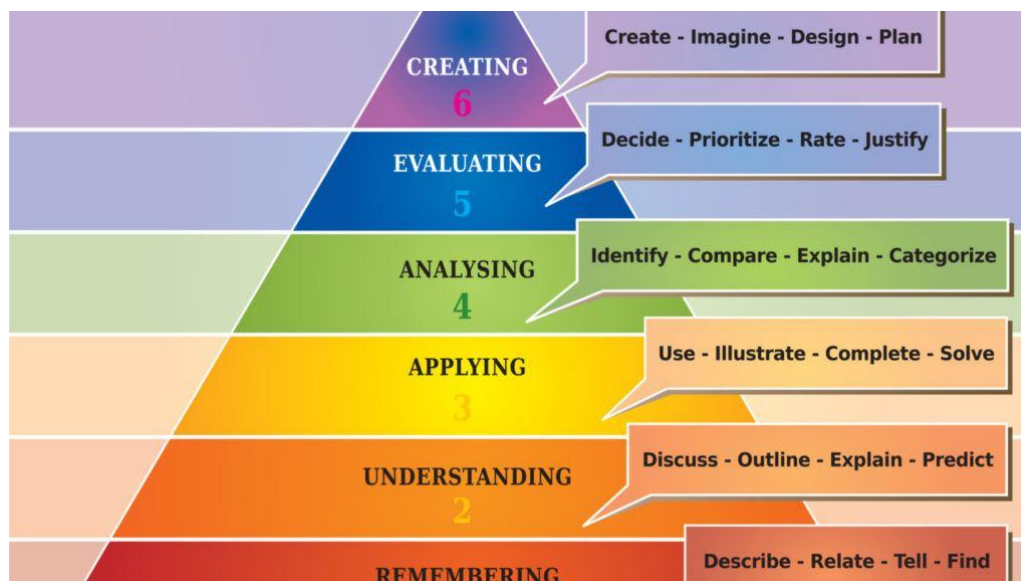 Create - Imagine - Design - Plan
CREATING
6
Decide - Prioritize - Rate - Justify
EVALUATING
5
Identify - Compare - Explain - Categorize
ANALYSING
4
Use - Illustrate - Complete - Solve
APPLYING
3
Discuss - Outline - Explain - Predict
UNDERSTANDING
2
Describe - Relate - Tell - Find
REMEMBERING